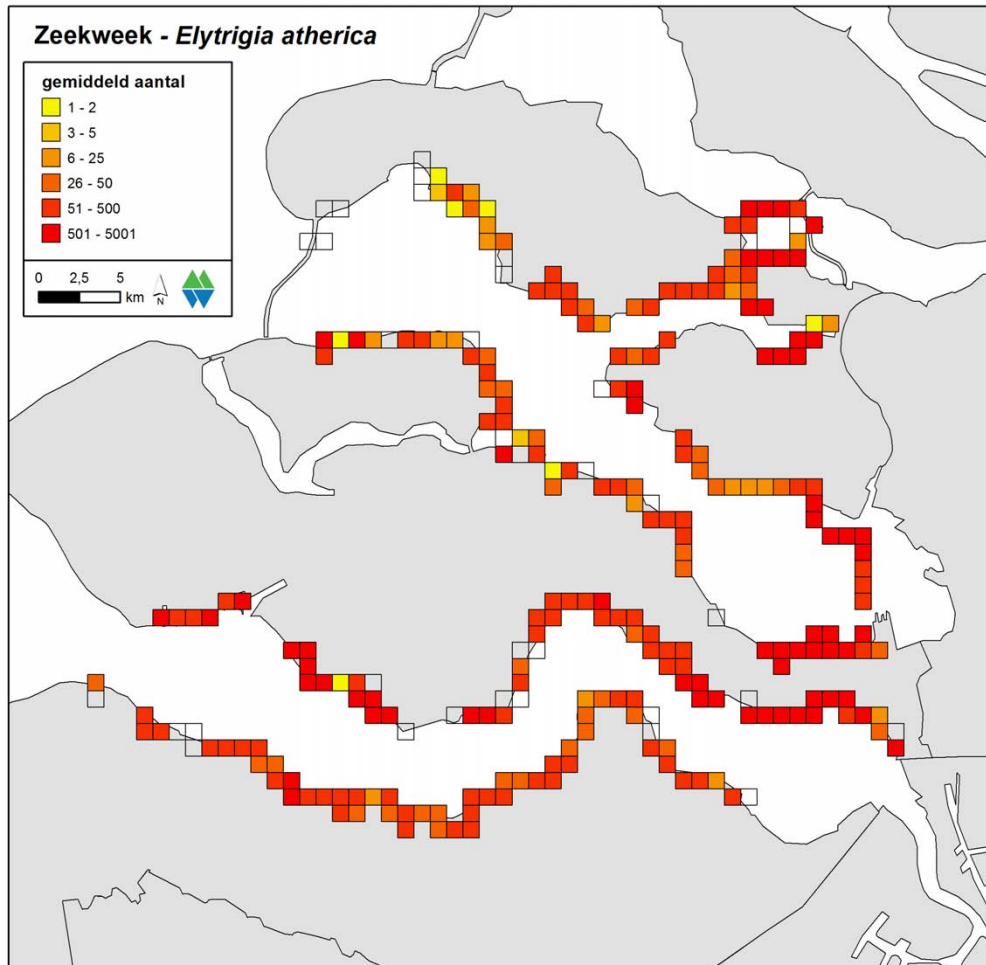 Zeekweek - Elytrigia atherica
gemiddeld aantal
1 - 2
3 - 5
6 - 25
26 - 50
51 - 500
501 - 5001
0 2,5 5
km
N